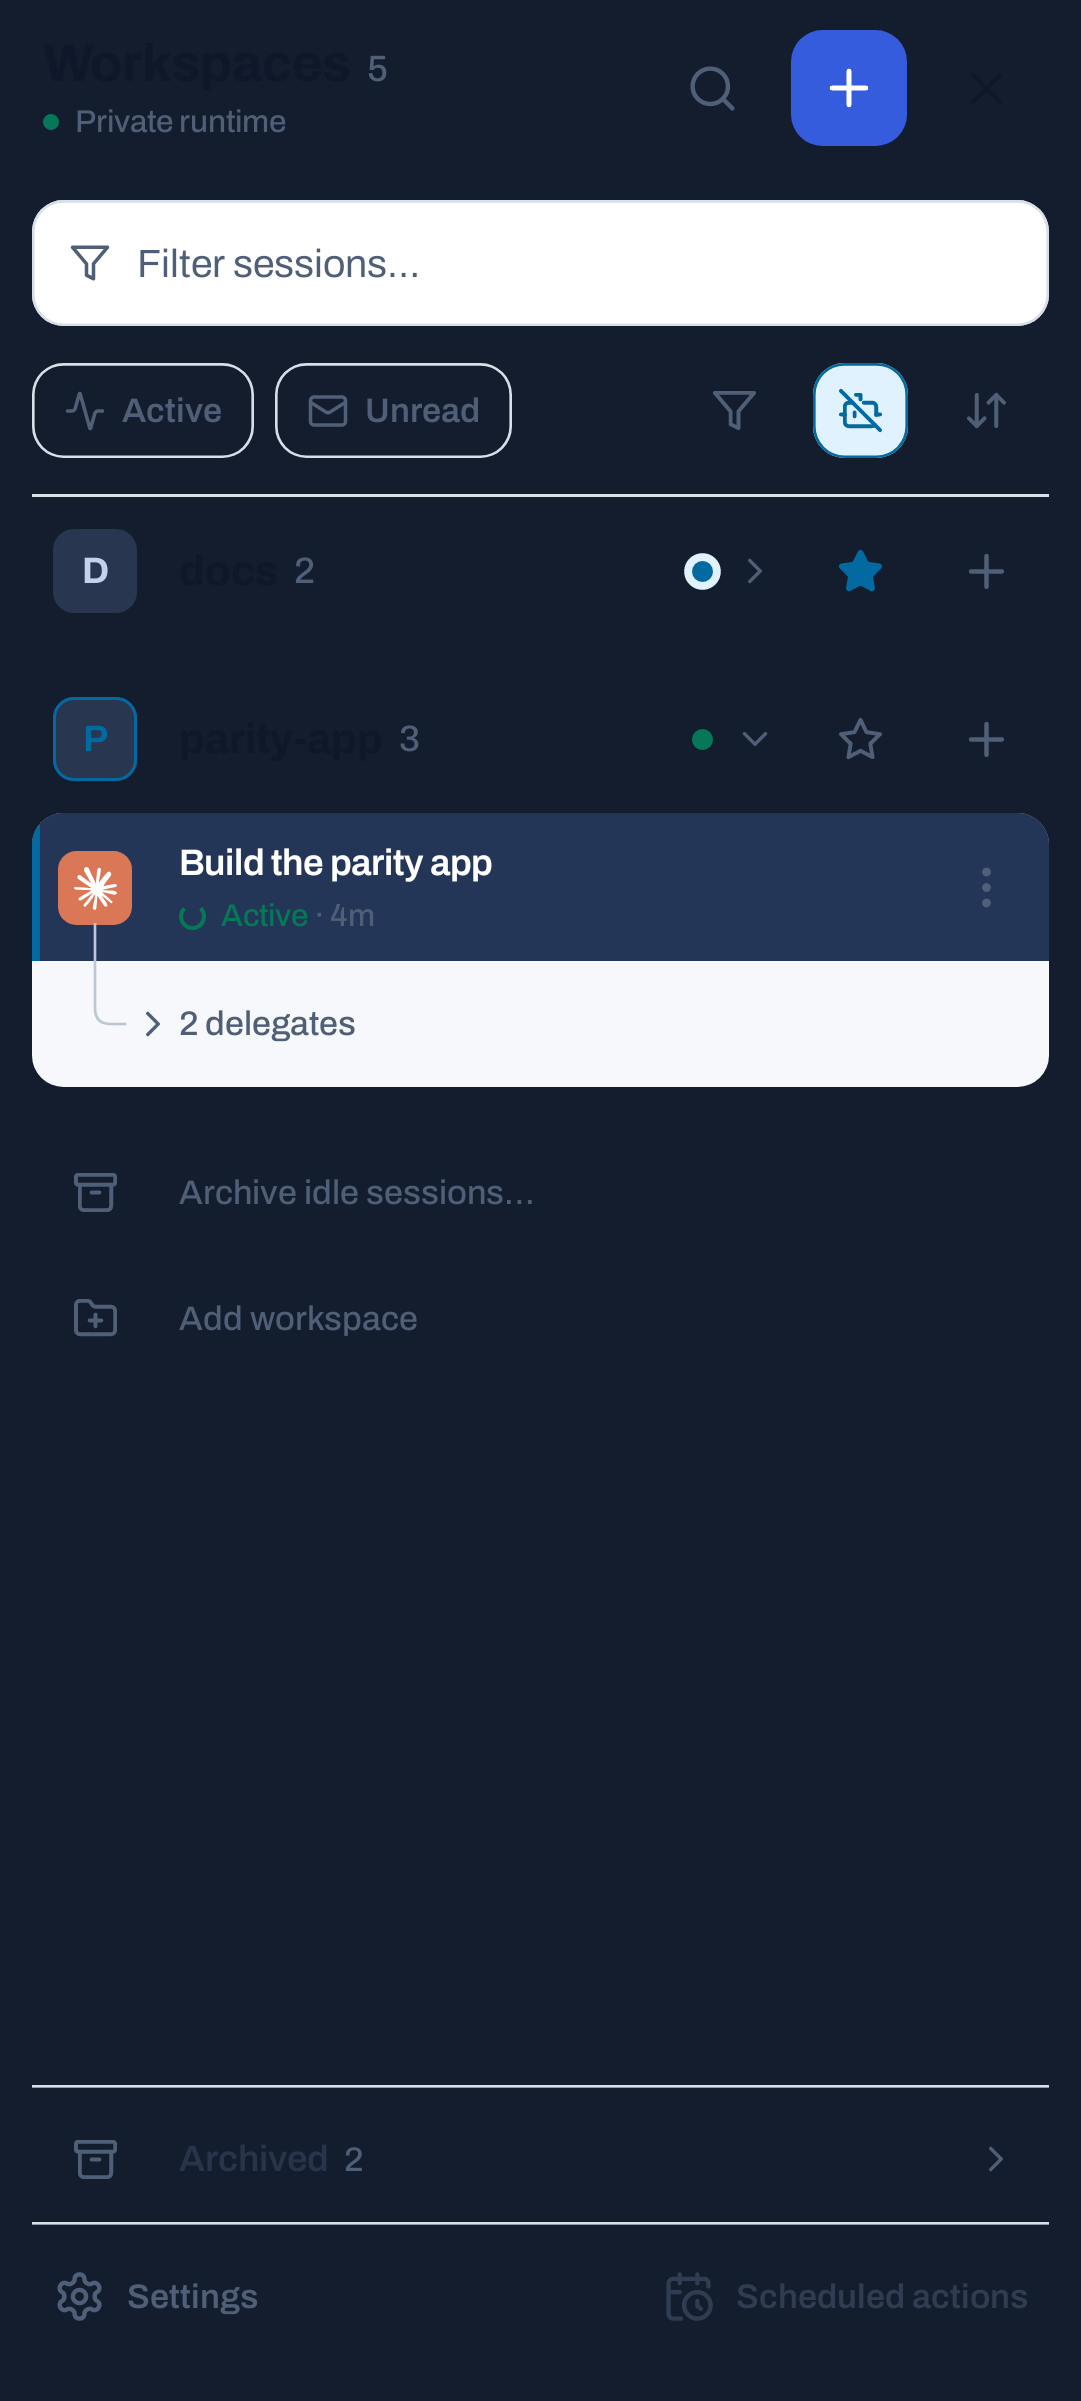 Workspaces 5
Private runtime
Filter sessions...
Active
Unread
D docs 2
P parity-app 3
Build the parity app
Active · 4m
2 delegates
Archive idle sessions...
Add workspace
Archived 2
Settings
Scheduled actions